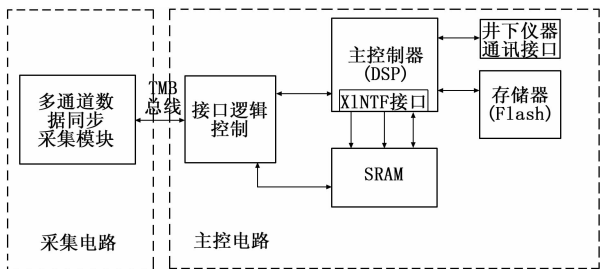 多通道数
据同步
采集模块
采集电路
TMB
总线
接口逻辑
控制
主控制器
(DSP)
X1NTF接口
SRAM
井下仪器
通讯接口
存储器
(Flash)
主控电路